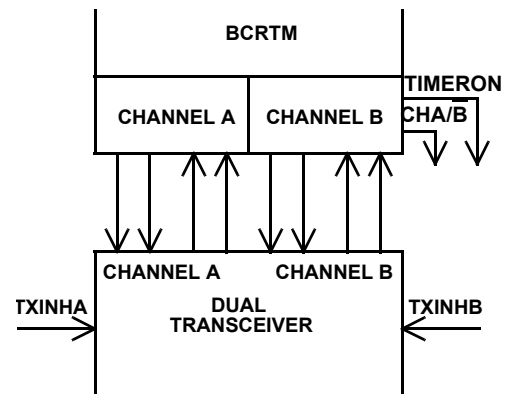 BCRTM
TIMERON
CHANNEL A
CHANNEL B
CHA/B̅
CHANNEL A
CHANNEL B
TXINHA
DUAL
TRANSCEIVER
TXINHB